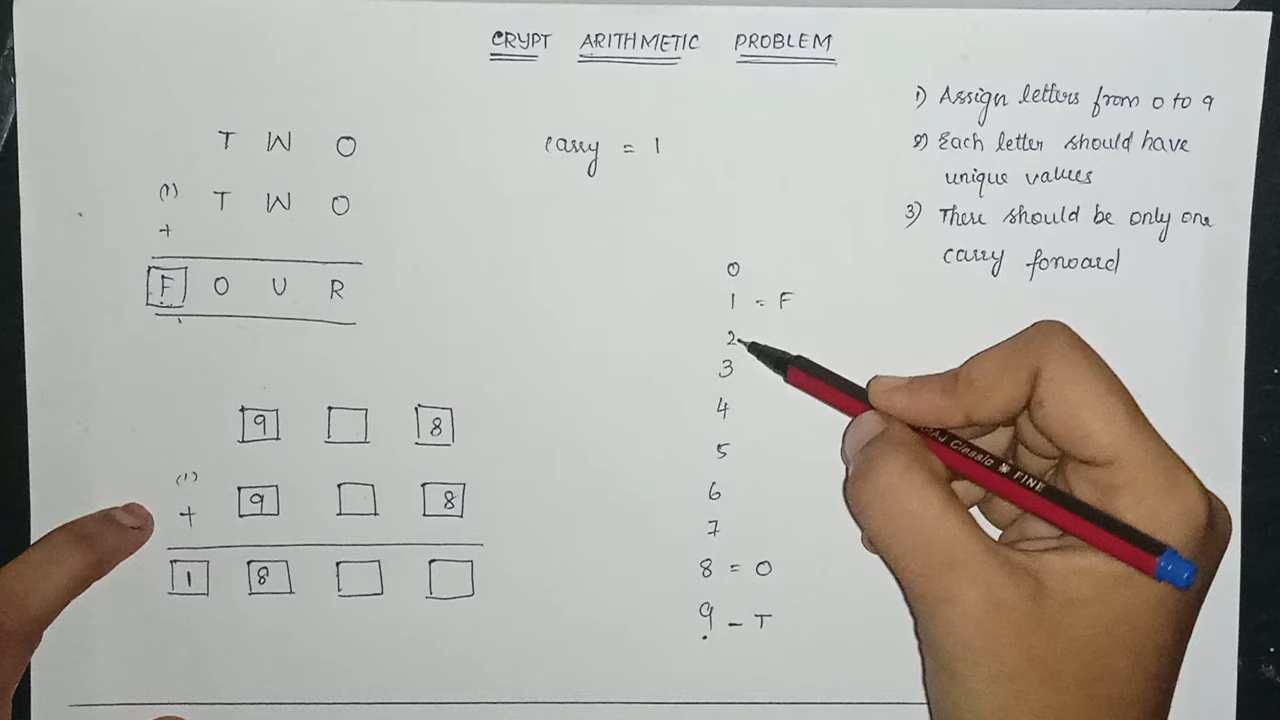 CRYPT ARITHMETIC PROBLEM
1) Assign letters from 0 to 9
2) Each letter should have
unique values
3) There should be only one
carry forword
T W O
carry = 1
(1) T W O
+
F O U R
0
1 = F
2
3
4
5
6
7
8 = O
9 - T
9 8
(1)
+ 9 8
1 8
Classic FINE